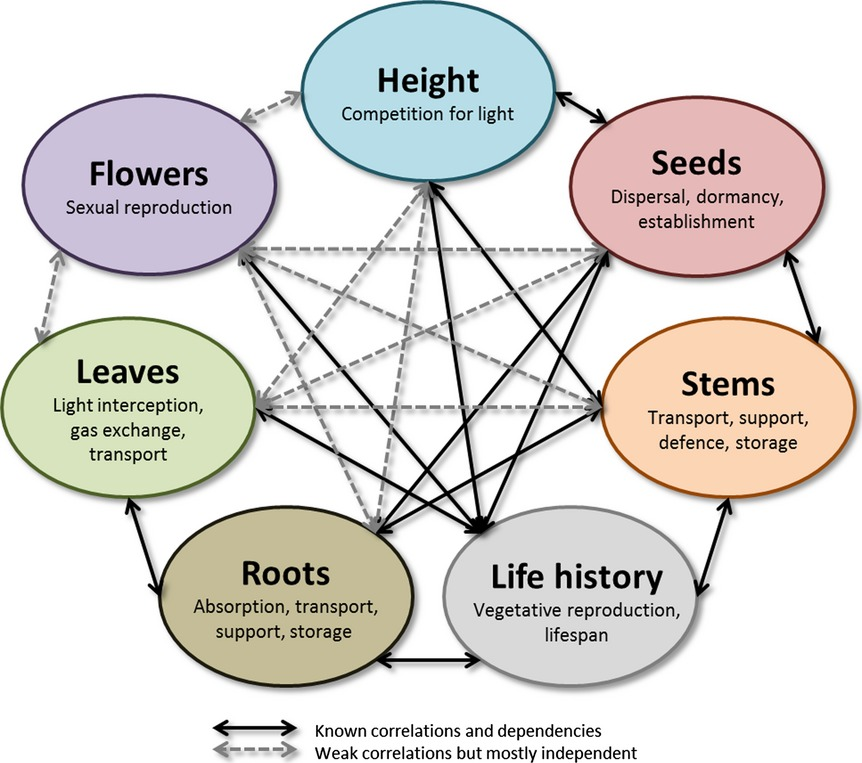 Height
Competition for light
Flowers
Sexual reproduction
Seeds
Dispersal, dormancy,
establishment
Leaves
Light interception,
gas exchange,
transport
Stems
Transport, support,
defence, storage
Roots
Absorption, transport,
support, storage
Life history
Vegetative reproduction,
lifespan
Known correlations and dependencies
Weak correlations but mostly independent